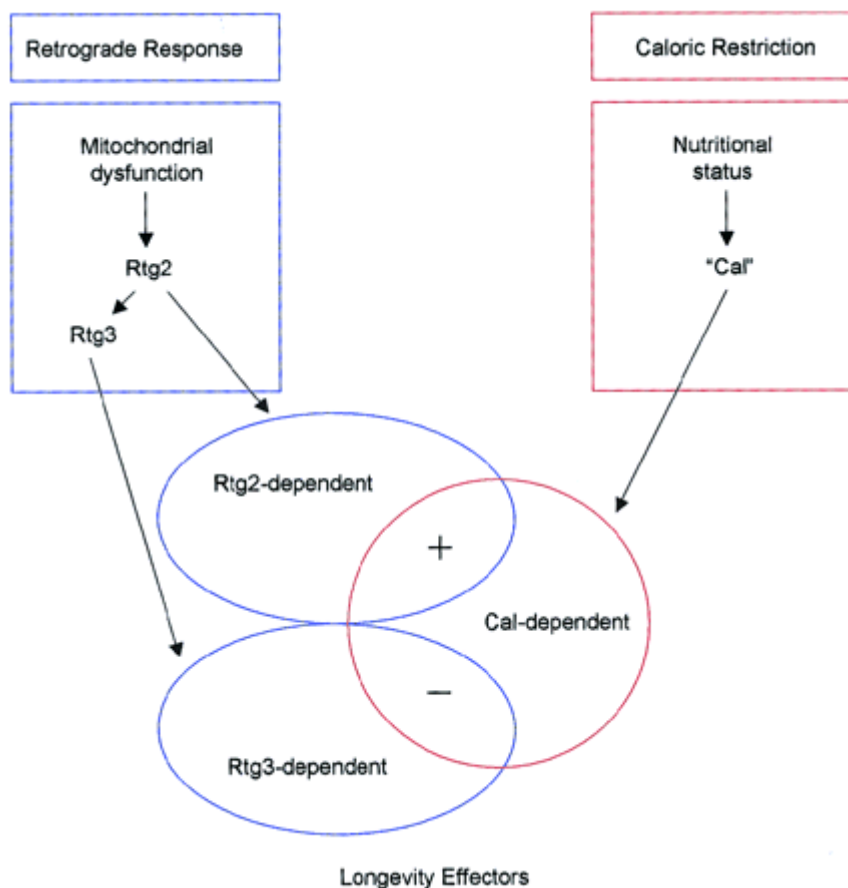 Retrograde Response
Caloric Restriction
Mitochondrial
dysfunction
Rtg2
Rtg3
Nutritional
status
“Cal”
Rtg2-dependent
+
Cal-dependent
−
Rtg3-dependent
Longevity Effectors